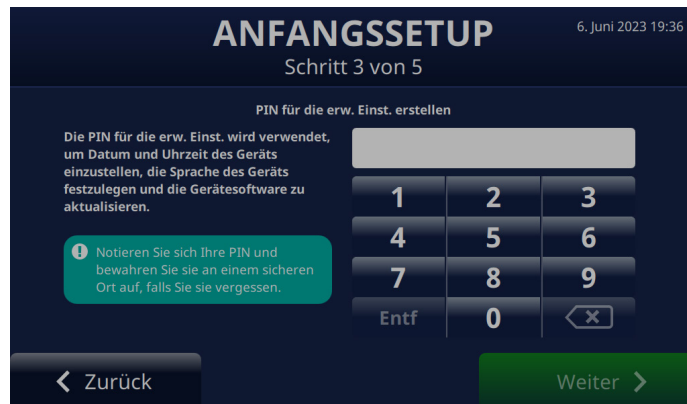 ANFANGSSETUP
6. Juni 2023 19:36
Schritt 3 von 5
PIN für die erw. Einst. erstellen
Die PIN für die erw. Einst. wird verwendet,
um Datum und Uhrzeit des Geräts
einzustellen, die Sprache des Geräts
festzulegen und die Gerätesoftware zu
aktualisieren.
Notieren Sie sich Ihre PIN und
bewahren Sie sie an einem sicheren
Ort auf, falls Sie sie vergessen.
1 2 3
4 5 6
7 8 9
Entf 0
Zurück
Weiter